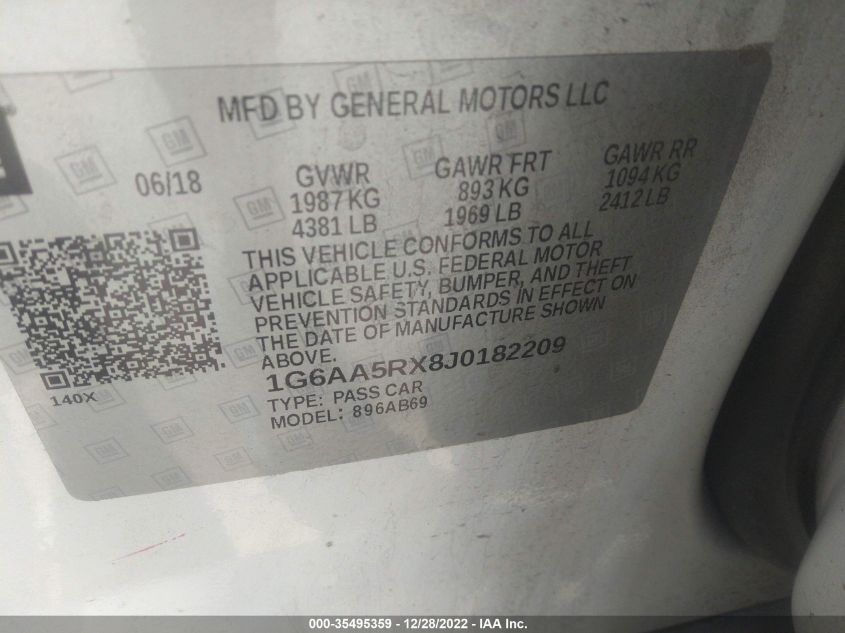 MFD BY GENERAL MOTORS LLC
06/18 GVWR GAWR FRT GAWR RR
1987 KG 893 KG 1094 KG
4381 LB 1969 LB 2412 LB
THIS VEHICLE CONFORMS TO ALL
APPLICABLE U.S. FEDERAL MOTOR
VEHICLE SAFETY, BUMPER, AND THEFT
PREVENTION STANDARDS IN EFFECT ON
THE DATE OF MANUFACTURE SHOWN
ABOVE.
1G6AA5RX8J0182209
TYPE: PASS CAR
MODEL: 896AB69
140X
000-35495359 - 12/28/2022 - IAA Inc.